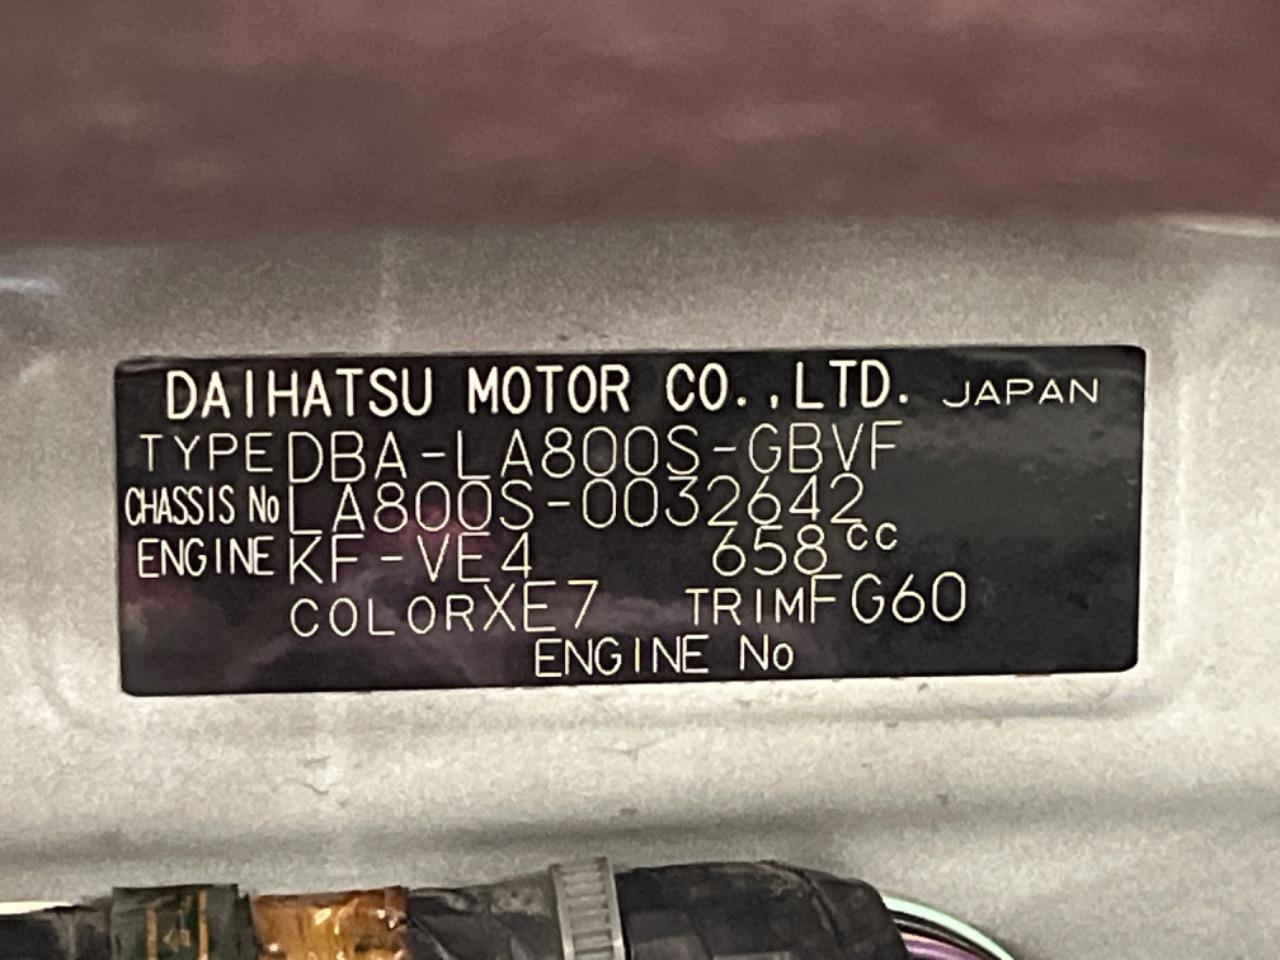 DAIHATSU MOTOR CO.,LTD. JAPAN
TYPE DBA-LA800S-GBVF
CHASSIS No LA800S-0032642
ENGINE KF-VE4 658cc
COLOR XE7 TRIM FG60
ENGINE No